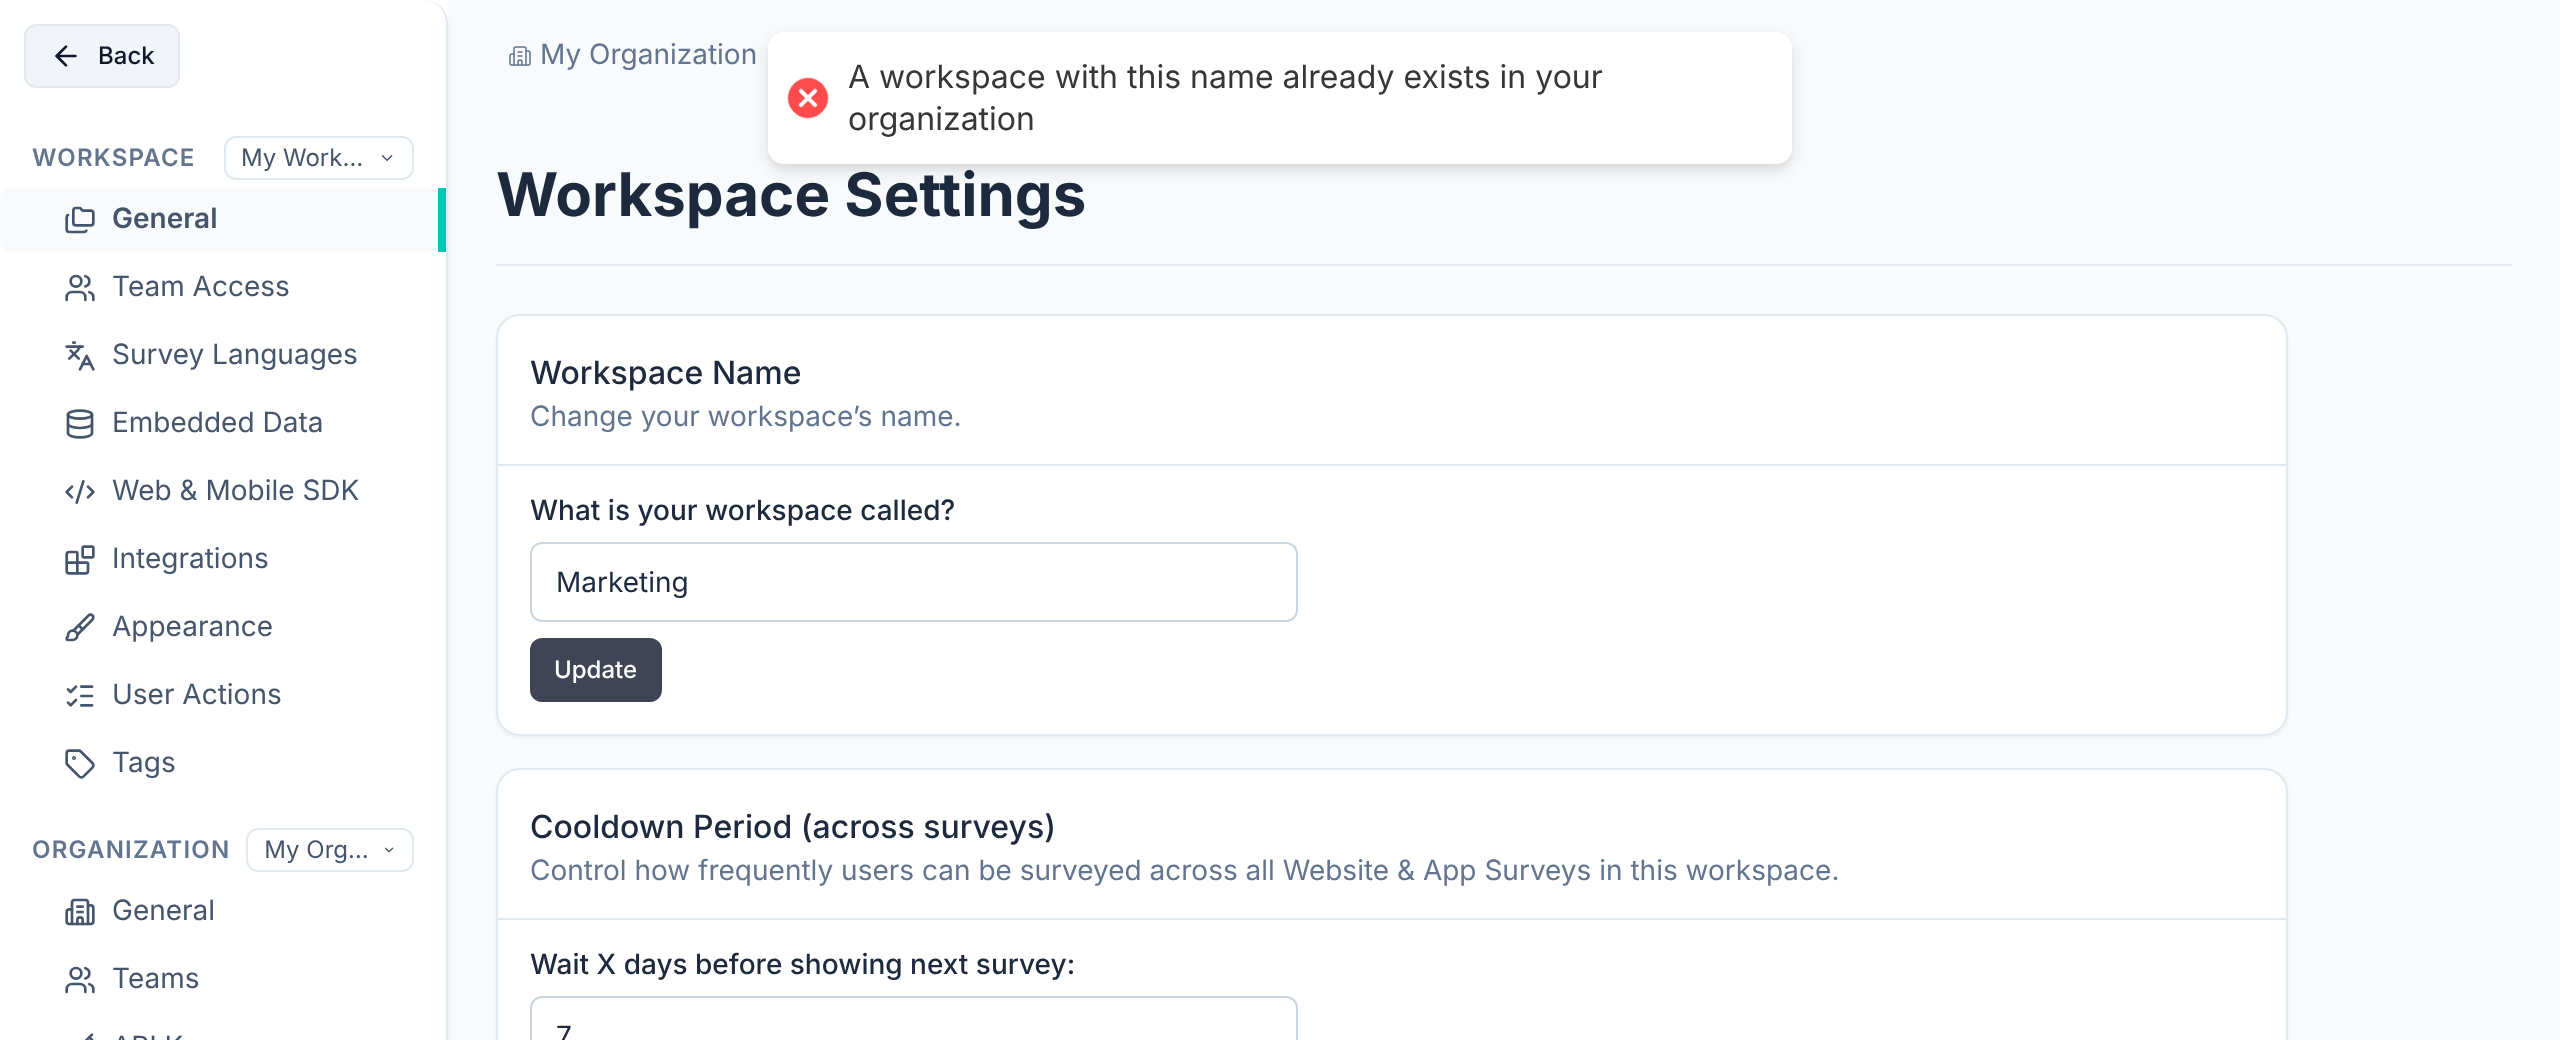 Back
WORKSPACE
My Work...
General
Team Access
Survey Languages
Embedded Data
Web & Mobile SDK
Integrations
Appearance
User Actions
Tags
ORGANIZATION
My Org...
General
Teams
My Organization
A workspace with this name already exists in your
organization
Workspace Settings
Workspace Name
Change your workspace’s name.
What is your workspace called?
Marketing
Update
Cooldown Period (across surveys)
Control how frequently users can be surveyed across all Website & App Surveys in this workspace.
Wait X days before showing next survey:
7